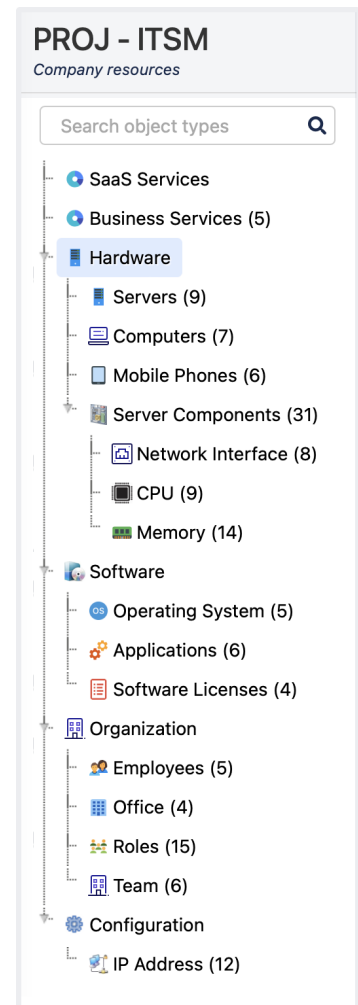 PROJ - ITSM
Company resources
Search object types
SaaS Services
Business Services (5)
Hardware
Servers (9)
Computers (7)
Mobile Phones (6)
Server Components (31)
Network Interface (8)
CPU (9)
Memory (14)
Software
OS Operating System (5)
Applications (6)
Software Licenses (4)
Organization
Employees (5)
Office (4)
Roles (15)
Team (6)
Configuration
IP Address (12)